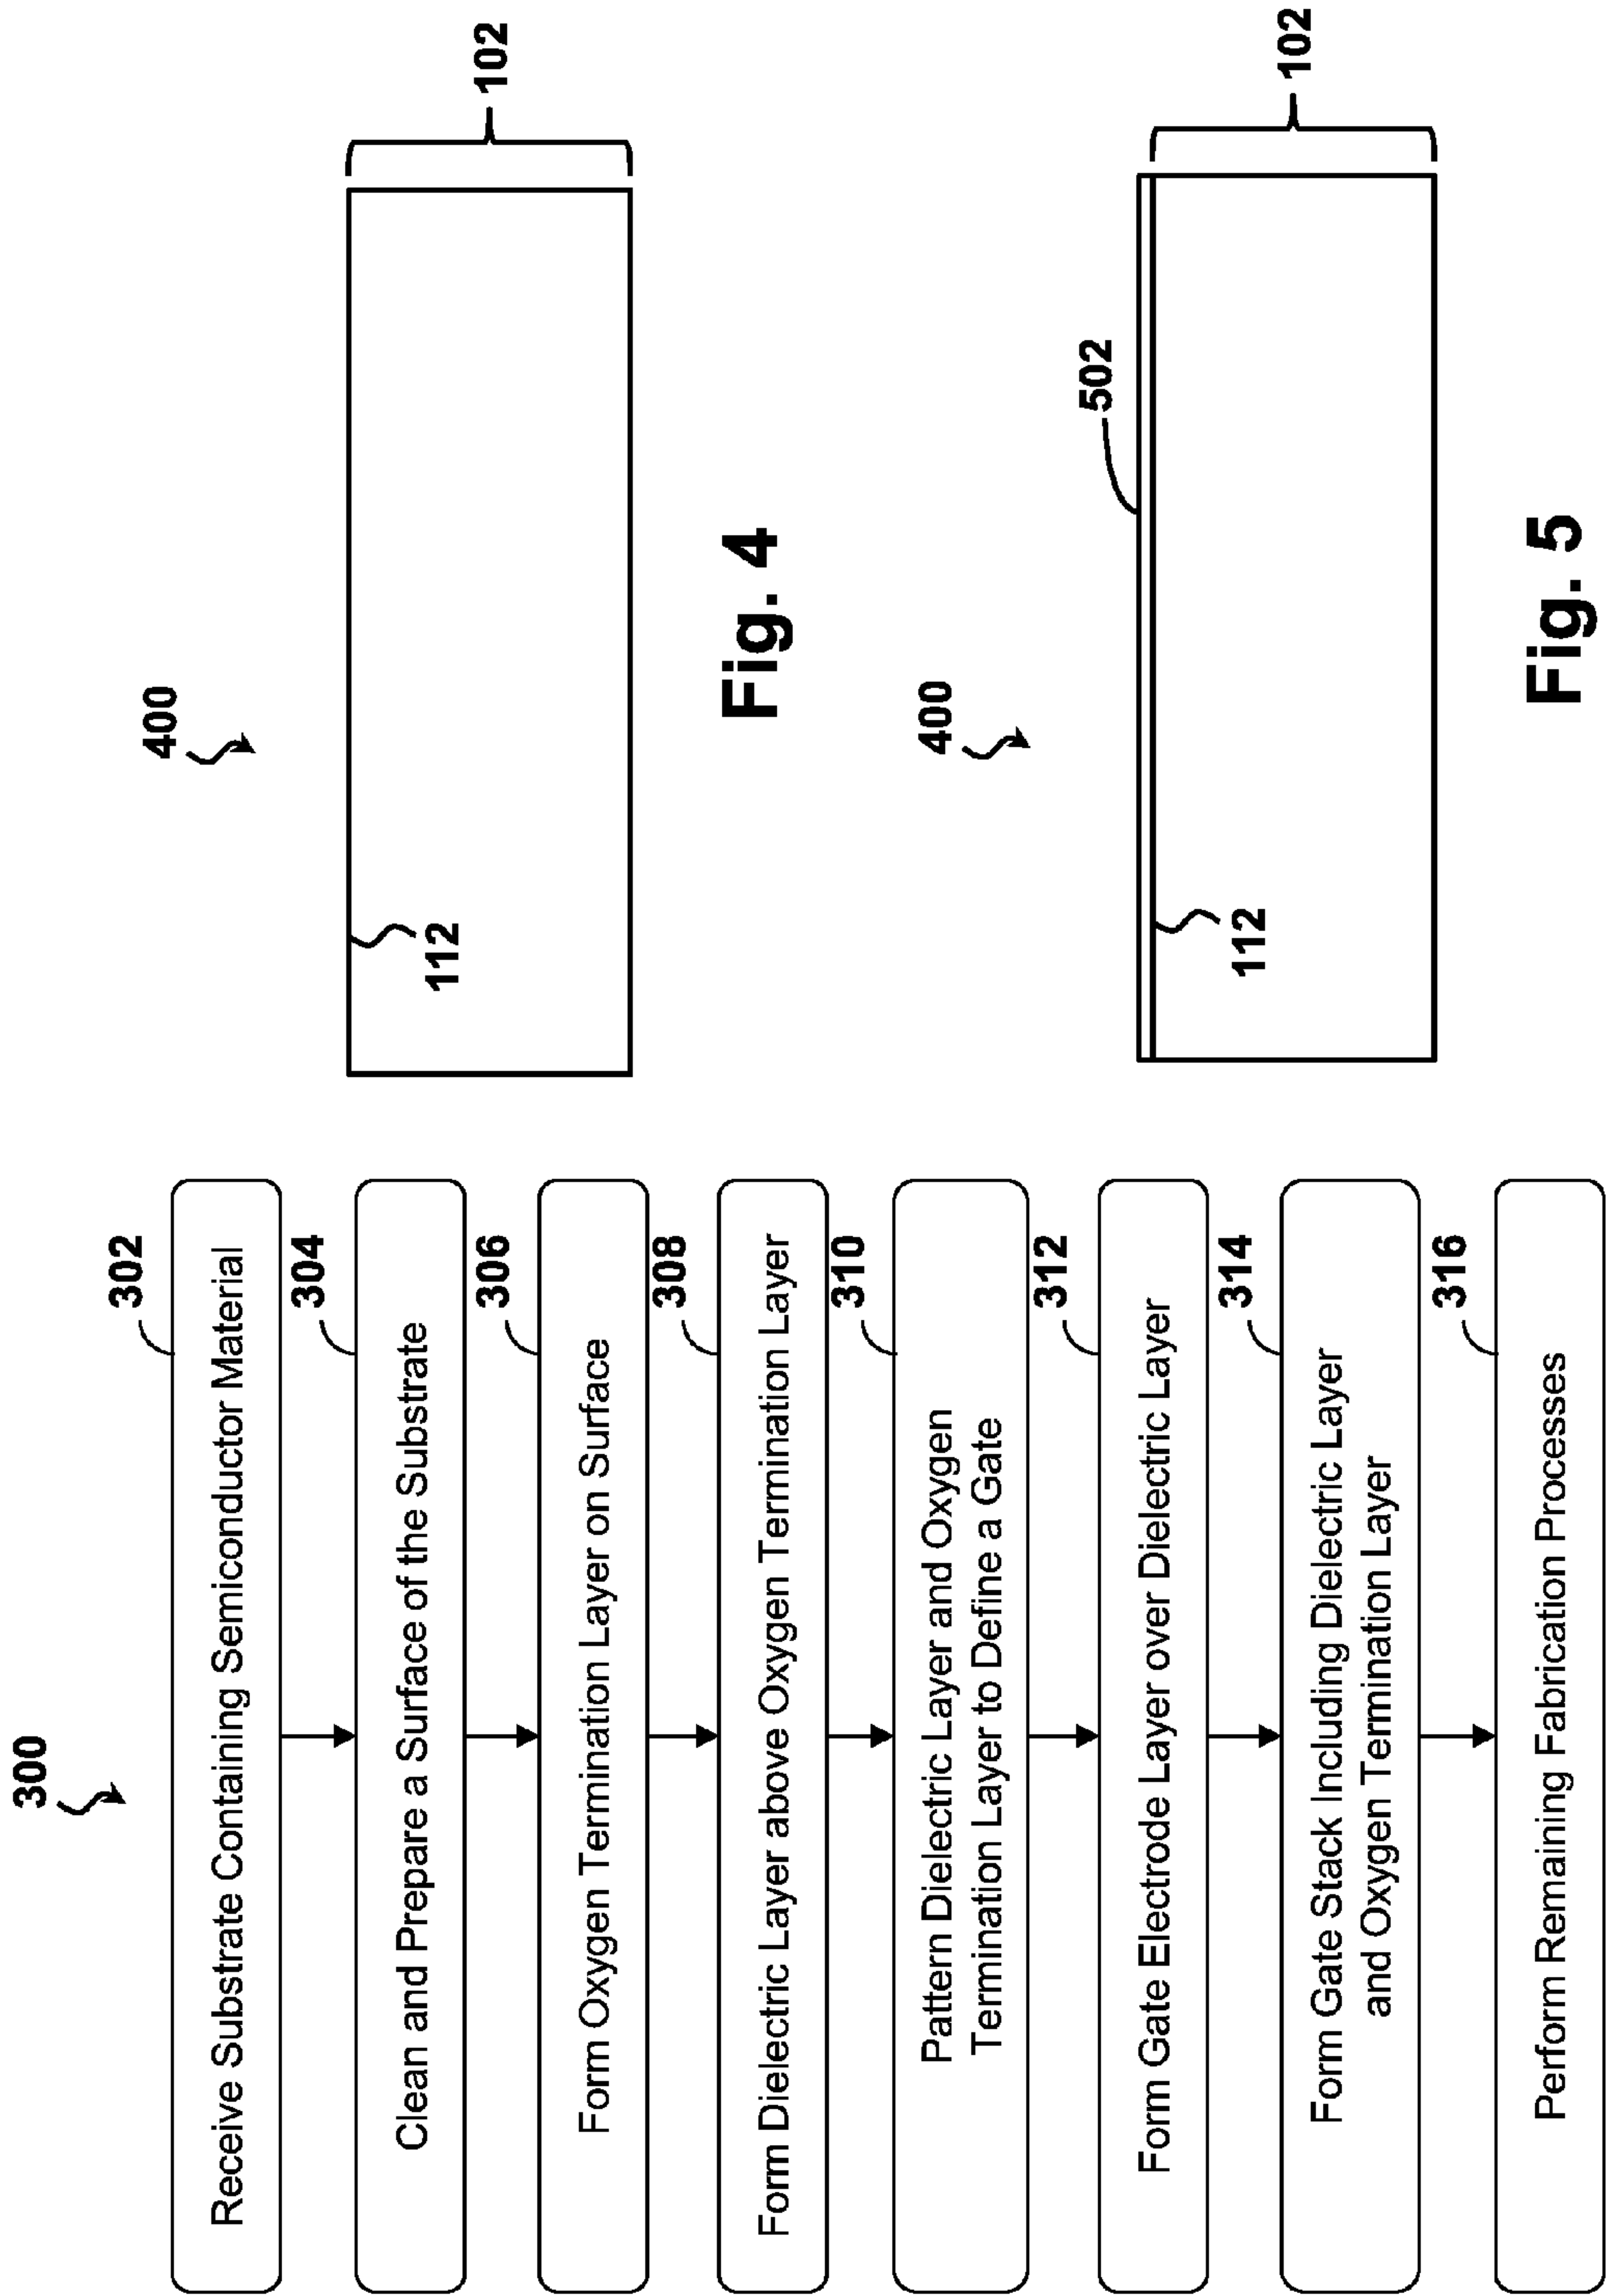 300
302
Receive Substrate Containing Semiconductor Material
304
Clean and Prepare a Surface of the Substrate
306
Form Oxygen Termination Layer on Surface
308
Form Dielectric Layer above Oxygen Termination Layer
310
Pattern Dielectric Layer and Oxygen
Termination Layer to Define a Gate
312
Form Gate Electrode Layer over Dielectric Layer
314
Form Gate Stack Including Dielectric Layer
and Oxygen Termination Layer
316
Perform Remaining Fabrication Processes
400
112
102
Fig. 4
400
502
112
102
Fig. 5